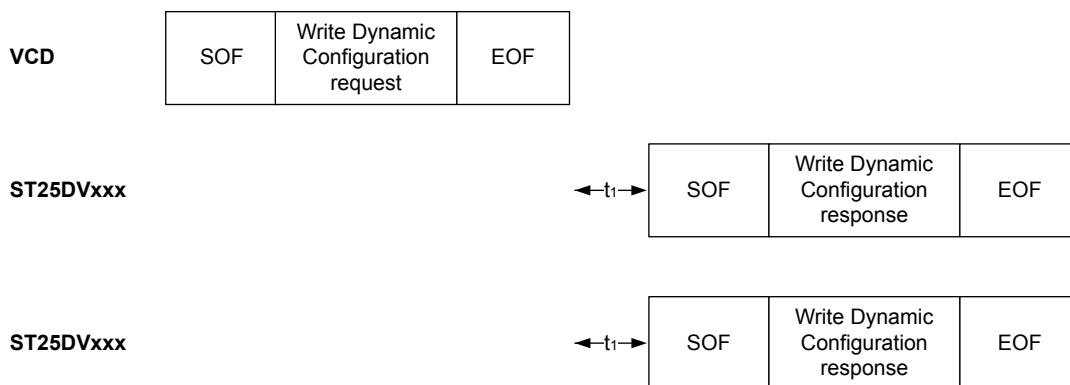 VCD
SOF
Write Dynamic
Configuration
request
EOF
ST25DVxxx
t1
SOF
Write Dynamic
Configuration
response
EOF
ST25DVxxx
t1
SOF
Write Dynamic
Configuration
response
EOF